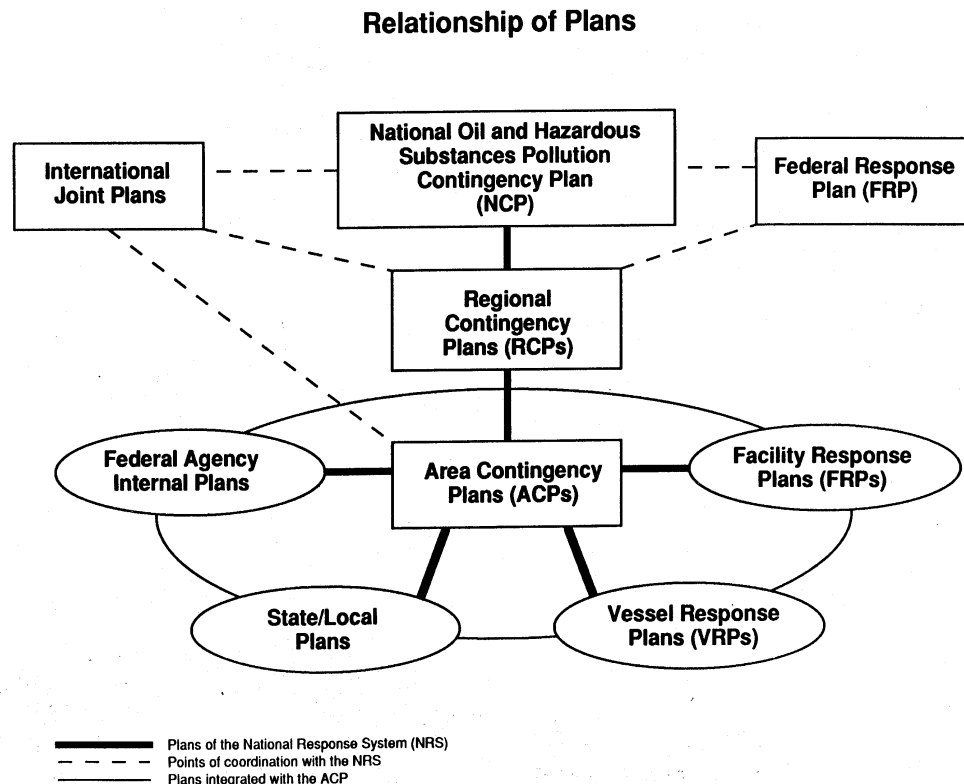 Relationship of Plans
National Oil and Hazardous
Substances Pollution
Contingency Plan
(NCP)
International
Joint Plans
Federal Response
Plan (FRP)
Regional
Contingency
Plans (RCPs)
Federal Agency
Internal Plans
Area Contingency
Plans (ACPs)
Facility Response
Plans (FRPs)
State/Local
Plans
Vessel Response
Plans (VRPs)
Plans of the National Response System (NRS)
Points of coordination with the NRS
Plans integrated with the ACP